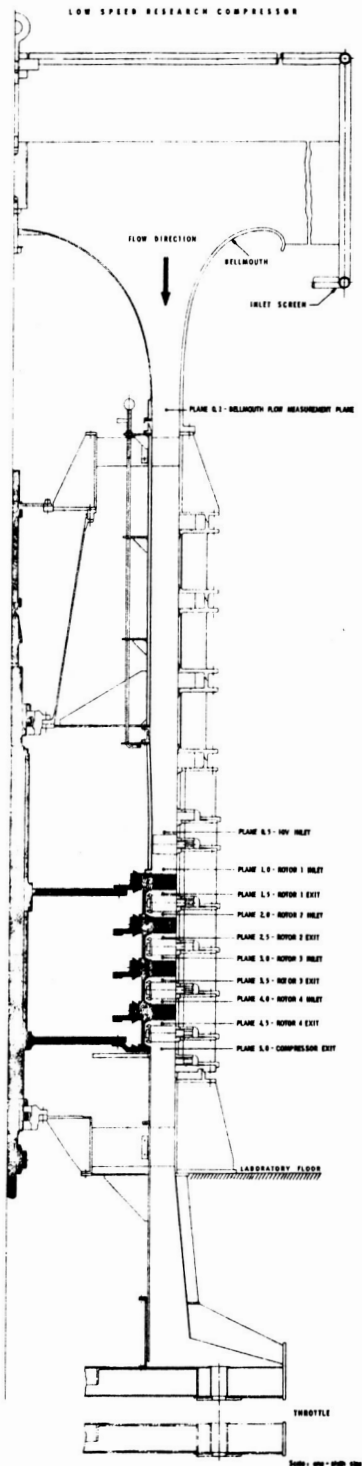 LOW SPEED RESEARCH COMPRESSOR
FLOW DIRECTION
BELLMOUTH
INLET SCREEN
PLANE 0.1 - BELLMOUTH FLOW MEASUREMENT PLANE
PLANE 0.5 - INLET
PLANE 1.0 - ROTOR 1 INLET
PLANE 1.5 - ROTOR 1 EXIT
PLANE 2.0 - ROTOR 2 INLET
PLANE 2.5 - ROTOR 2 EXIT
PLANE 3.0 - ROTOR 3 INLET
PLANE 3.5 - ROTOR 3 EXIT
PLANE 4.0 - ROTOR 4 INLET
PLANE 4.5 - ROTOR 4 EXIT
PLANE 5.0 - COMPRESSOR EXIT
LABORATORY FLOOR
THROTTLE
Scale: one-sixth size